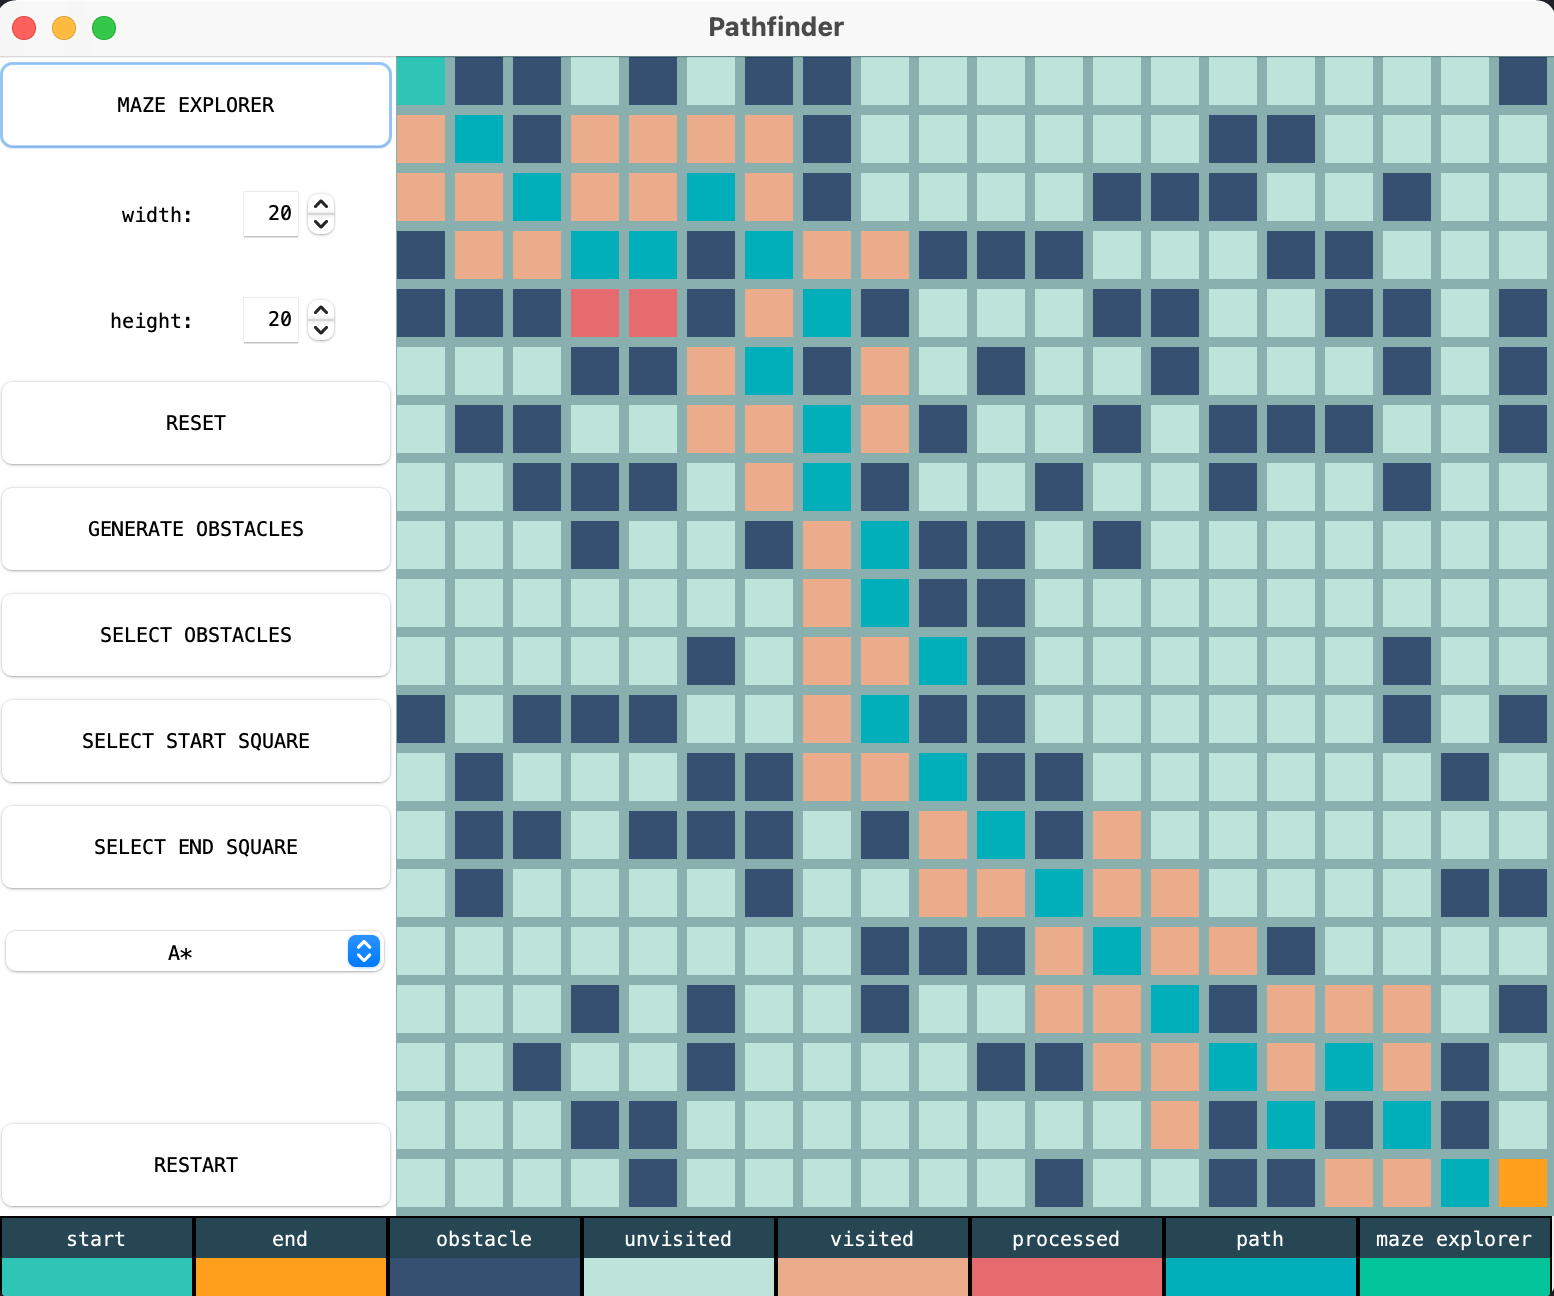 Pathfinder
MAZE EXPLORER
width: 20
height: 20
RESET
GENERATE OBSTACLES
SELECT OBSTACLES
SELECT START SQUARE
SELECT END SQUARE
A*
RESTART
start end obstacle unvisited visited processed path maze explorer